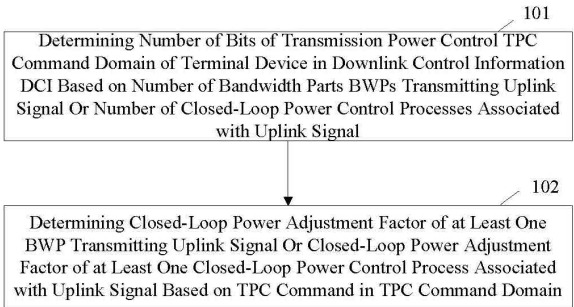 101
Determining Number of Bits of Transmission Power Control TPC
Command Domain of Terminal Device in Downlink Control Information
DCI Based on Number of Bandwidth Parts BWPs Transmitting Uplink
Signal Or Number of Closed-Loop Power Control Processes Associated
with Uplink Signal
102
Determining Closed-Loop Power Adjustment Factor of at Least One
BWP Transmitting Uplink Signal Or Closed-Loop Power Adjustment
Factor of at Least One Closed-Loop Power Control Process Associated
with Uplink Signal Based on TPC Command in TPC Command Domain